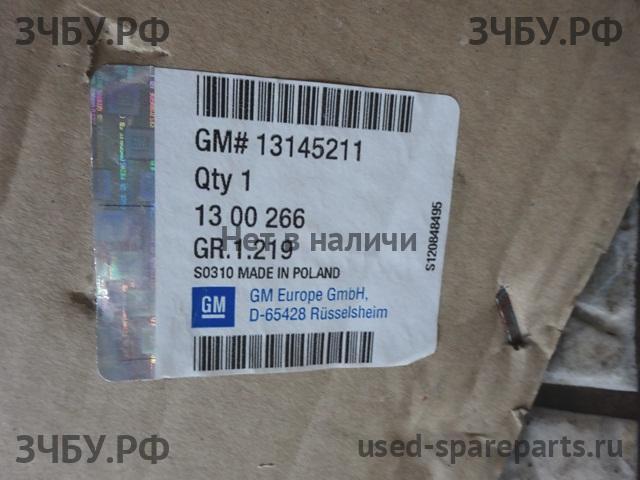 ЗЧБУ.РФ ЗЧБУ.РФ
GM# 13145211
Qty 1
13 00 266
Нет в наличи
GR.1.219
S0310 MADE IN POLAND
GM
GM Europe GmbH,
D-65428 Rüsselsheim
S120848495
ЗЧБУ.РФ used-spareparts.ru